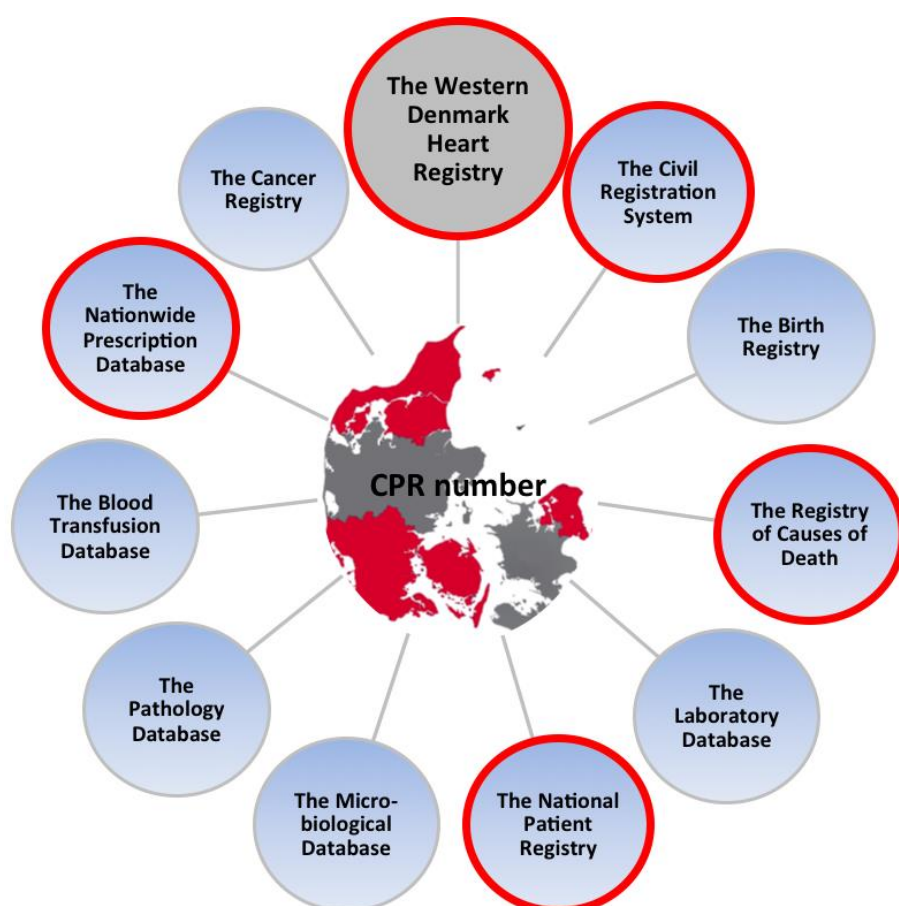 The Western
Denmark
Heart
Registry
The Civil
Registration
System
The Birth
Registry
The Registry
of Causes of
Death
The
Laboratory
Database
The National
Patient
Registry
The Micro-
biological
Database
The
Pathology
Database
The Blood
Transfusion
Database
The
Nationwide
Prescription
Database
The Cancer
Registry
CPR number